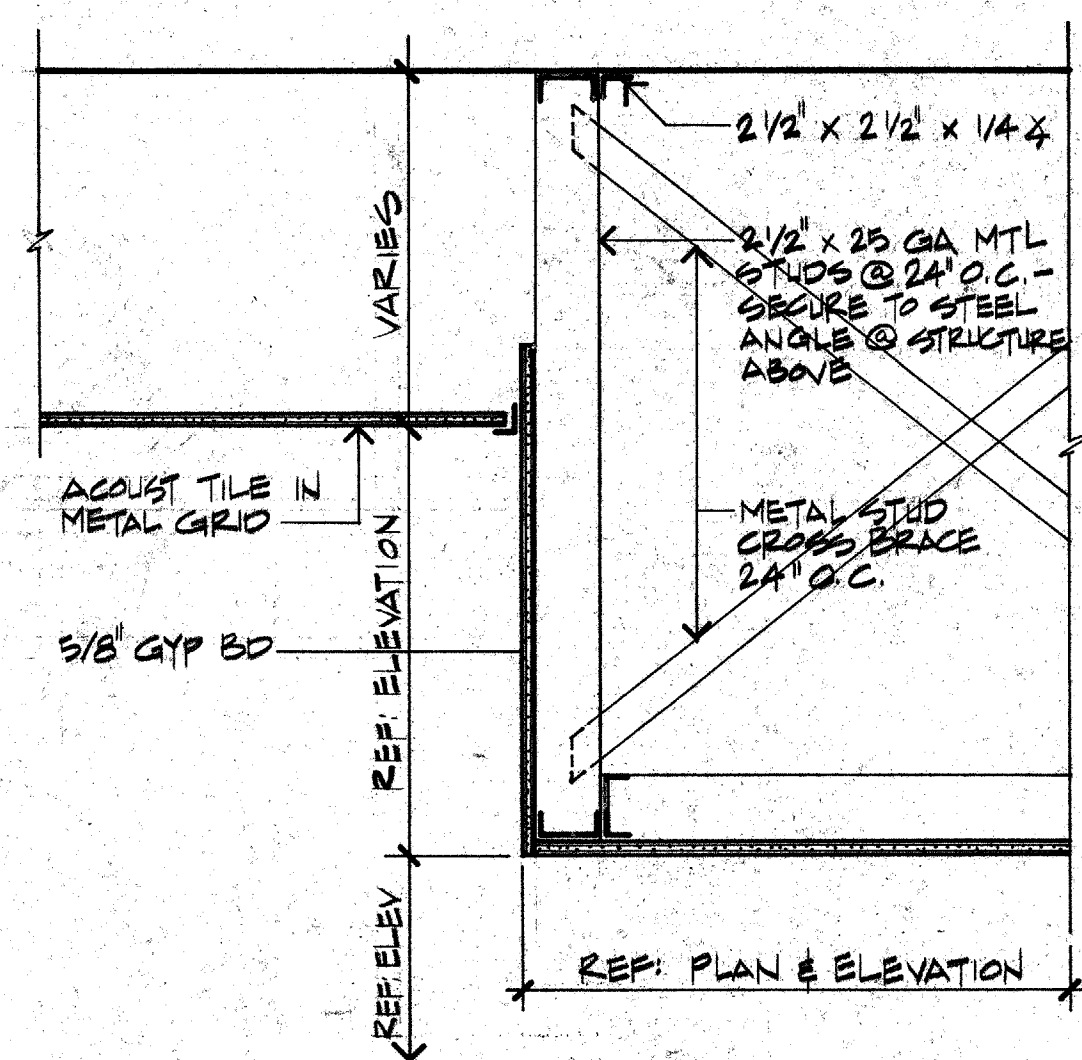 2 1/2" x 2 1/2" x 1/4 ∡
VARIES
2 1/2" x 25 GA MTL
STUDS @ 24" O.C. -
SECURE TO STEEL
ANGLE @ STRUCTURE
ABOVE
ACOUST TILE IN
METAL GRID
METAL STUD
CROSS BRACE
24" O.C.
REF: ELEVATION
5/8" GYP BD
REF: ELEV
REF: PLAN & ELEVATION